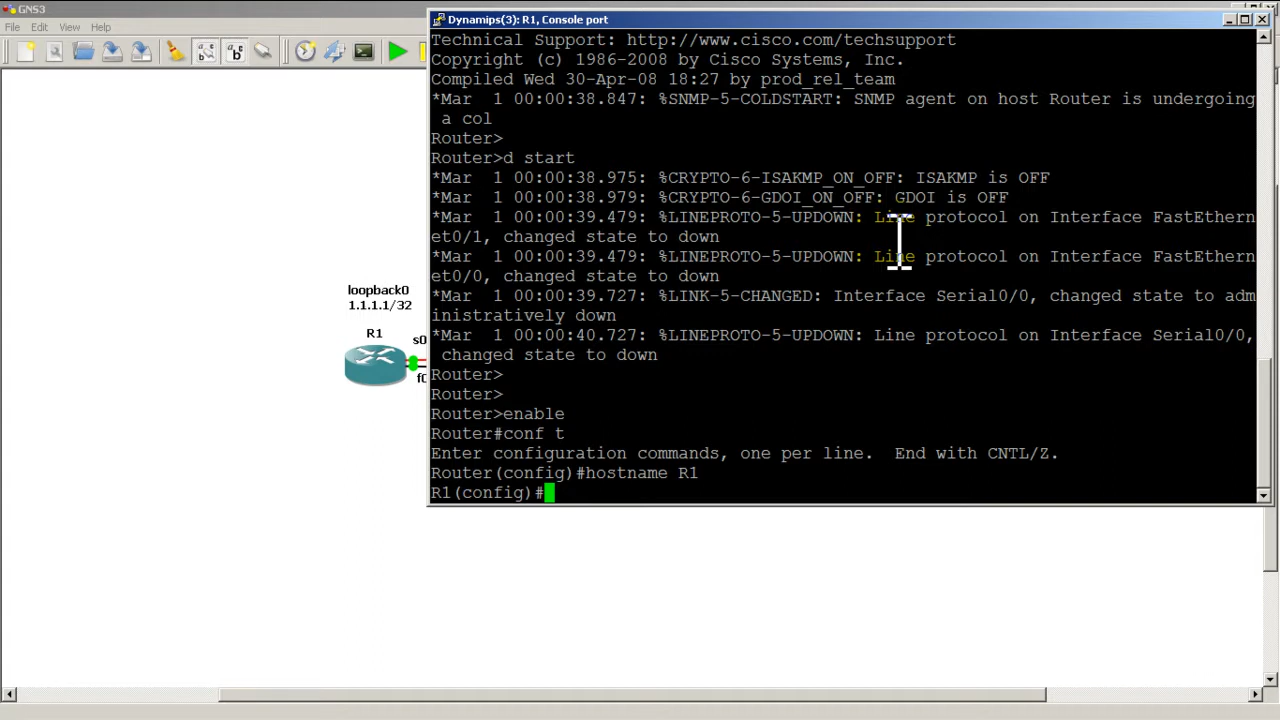 GNS3
File Edit View Help
Dynamips(3): R1, Console port
Technical Support: http://www.cisco.com/techsupport
Copyright (c) 1986-2008 by Cisco Systems, Inc.
Compiled Wed 30-Apr-08 18:27 by prod_rel_team
*Mar  1 00:00:38.847: %SNMP-5-COLDSTART: SNMP agent on host Router is undergoing
 a col
Router>
Router>d start
*Mar  1 00:00:38.975: %CRYPTO-6-ISAKMP_ON_OFF: ISAKMP is OFF
*Mar  1 00:00:38.979: %CRYPTO-6-GDOI_ON_OFF: GDOI is OFF
*Mar  1 00:00:39.479: %LINEPROTO-5-UPDOWN: Line protocol on Interface FastEthern
et0/1, changed state to down
*Mar  1 00:00:39.479: %LINEPROTO-5-UPDOWN: Line protocol on Interface FastEthern
et0/0, changed state to down
*Mar  1 00:00:39.727: %LINK-5-CHANGED: Interface Serial0/0, changed state to adm
inistratively down
*Mar  1 00:00:40.727: %LINEPROTO-5-UPDOWN: Line protocol on Interface Serial0/0,
 changed state to down
Router>
Router>
Router>enable
Router#conf t
Enter configuration commands, one per line.  End with CNTL/Z.
Router(config)#hostname R1
R1(config)#
loopback0
1.1.1.1/32
R1
s0
f0